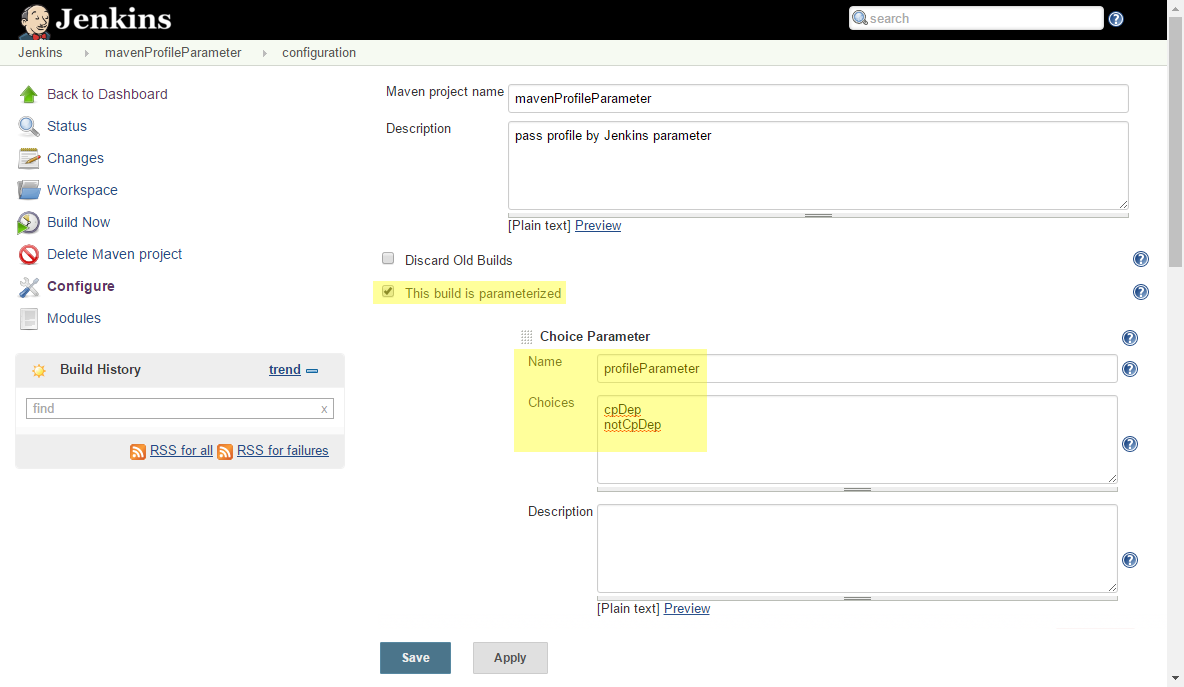 Jenkins
search
Jenkins mavenProfileParameter configuration
Back to Dashboard
Status
Changes
Workspace
Build Now
Delete Maven project
Configure
Modules
Build History trend
find x
RSS for all RSS for failures
Maven project name mavenProfileParameter
Description pass profile by Jenkins parameter
[Plain text] Preview
Discard Old Builds
This build is parameterized
Choice Parameter
Name profileParameter
Choices cpDep
notCpDep
Description
[Plain text] Preview
Save Apply